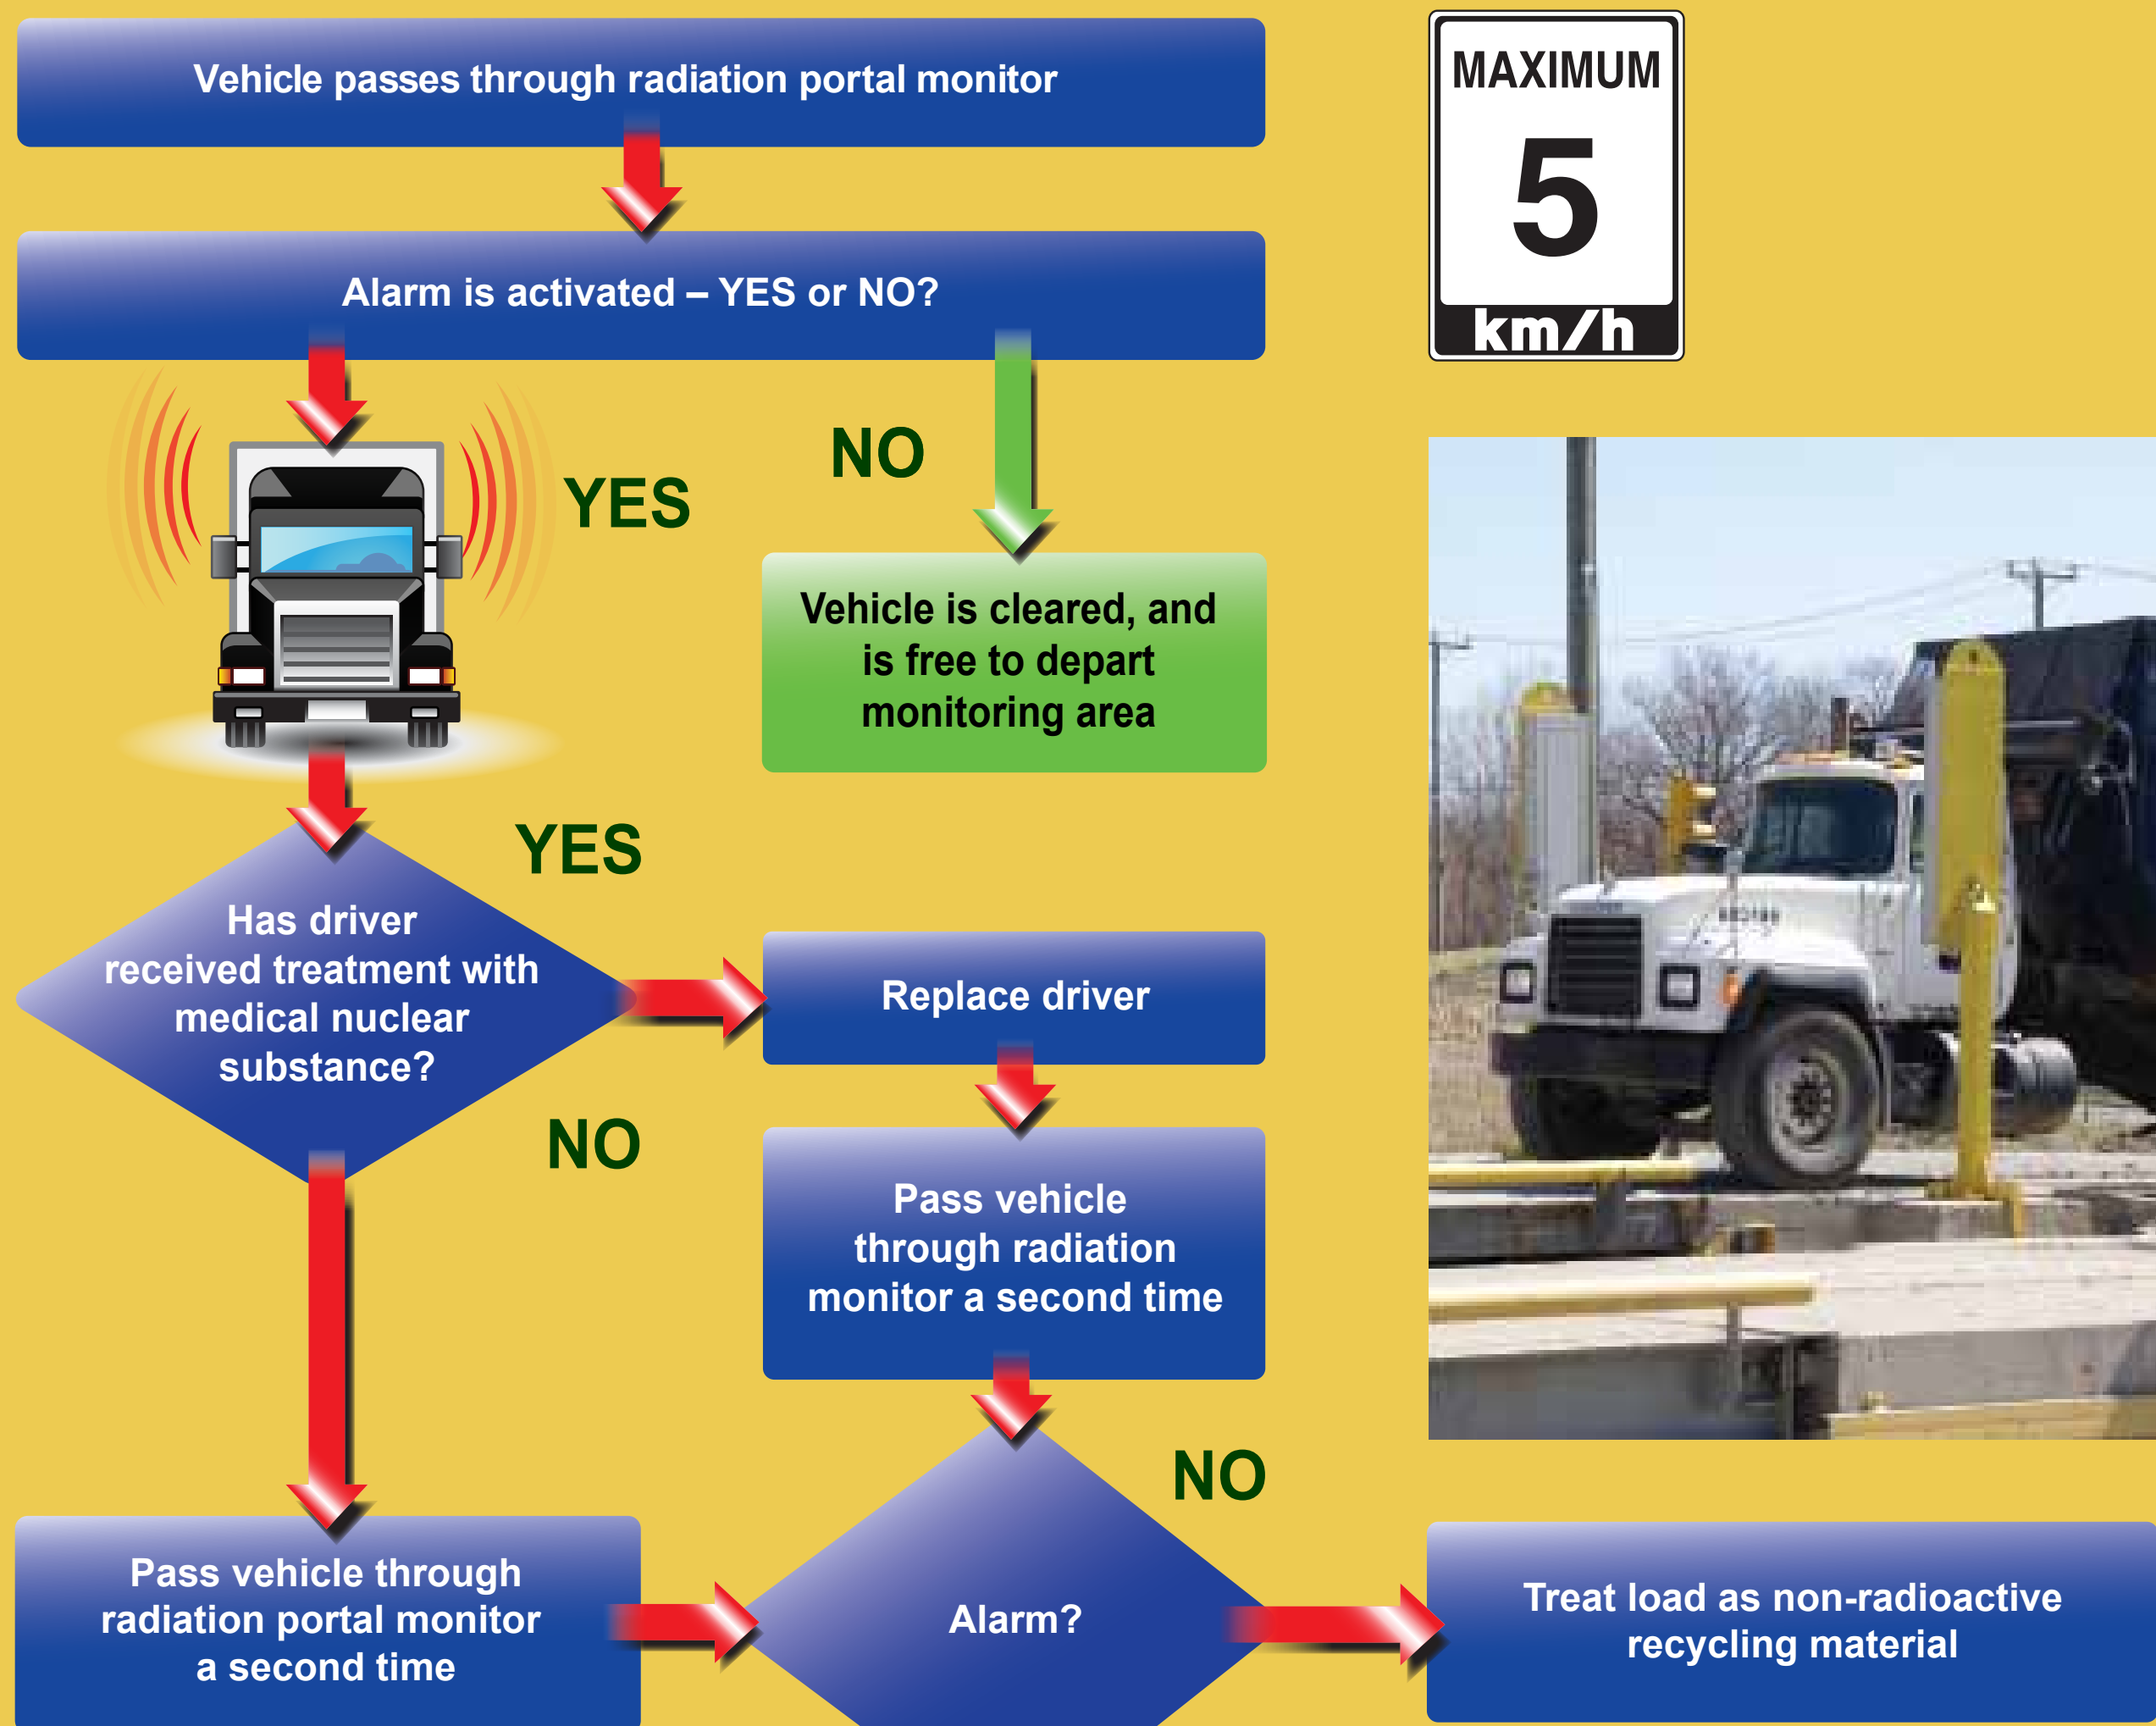 Vehicle passes through radiation portal monitor
MAXIMUM
5
km/h
Alarm is activated – YES or NO?
YES
NO
Vehicle is cleared, and
is free to depart
monitoring area
YES
Has driver
received treatment with
medical nuclear
substance?
Replace driver
NO
Pass vehicle
through radiation
monitor a second time
NO
Pass vehicle through
radiation portal monitor
a second time
Alarm?
Treat load as non-radioactive
recycling material